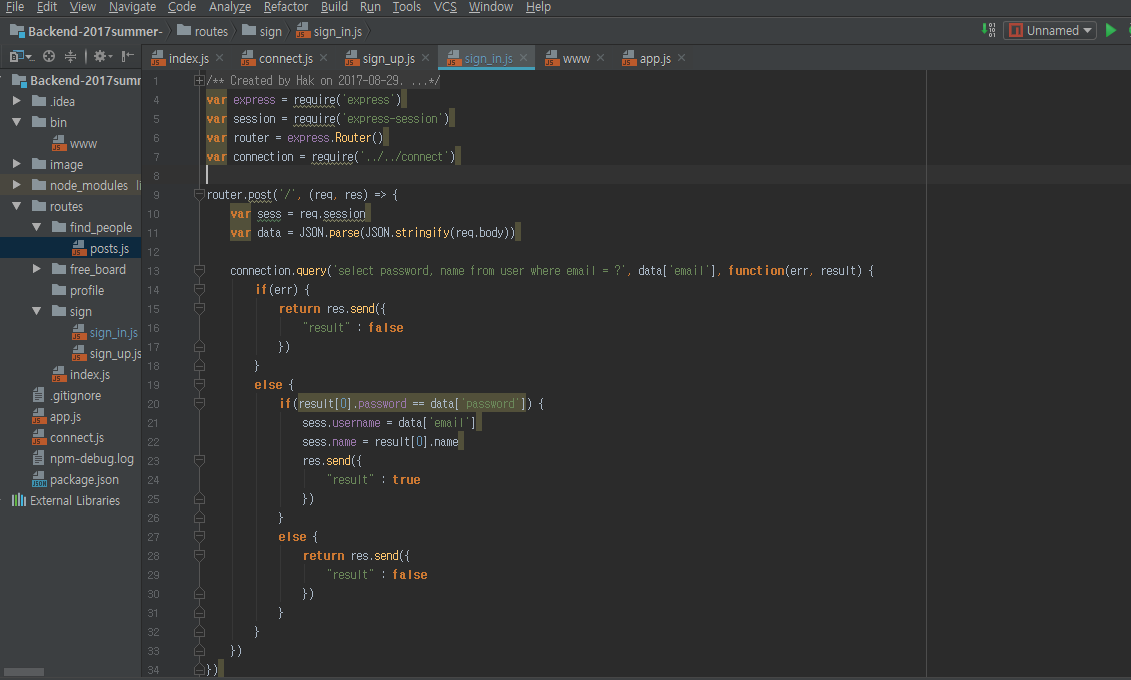 File Edit View Navigate Code Analyze Refactor Build Run Tools VCS Window Help
Backend-2017summer- routes sign sign_in.js Unnamed
index.js connect.js sign_up.js sign_in.js www app.js
Backend-2017summ
.idea
bin
www
image
node_modules li
routes
find_people
posts.js
free_board
profile
sign
sign_in.js
sign_up.js
index.js
.gitignore
app.js
connect.js
npm-debug.log
package.json
External Libraries
1 /** Created by Hak on 2017-08-29. ...*/
4 var express = require('express')
5 var session = require('express-session')
6 var router = express.Router()
7 var connection = require('../../connect')
8
9 router.post('/', (req, res) => {
10 var sess = req.session
11 var data = JSON.parse(JSON.stringify(req.body))
12
13 connection.query('select password, name from user where email = ?', data['email'], function(err, result) {
14 if(err) {
15 return res.send({
16 "result" : false
17 })
18 }
19 else {
20 if(result[0].password == data['password']) {
21 sess.username = data['email']
22 sess.name = result[0].name
23 res.send({
24 "result" : true
25 })
26 }
27 else {
28 return res.send({
29 "result" : false
30 })
31 }
32 }
33 })
34 })